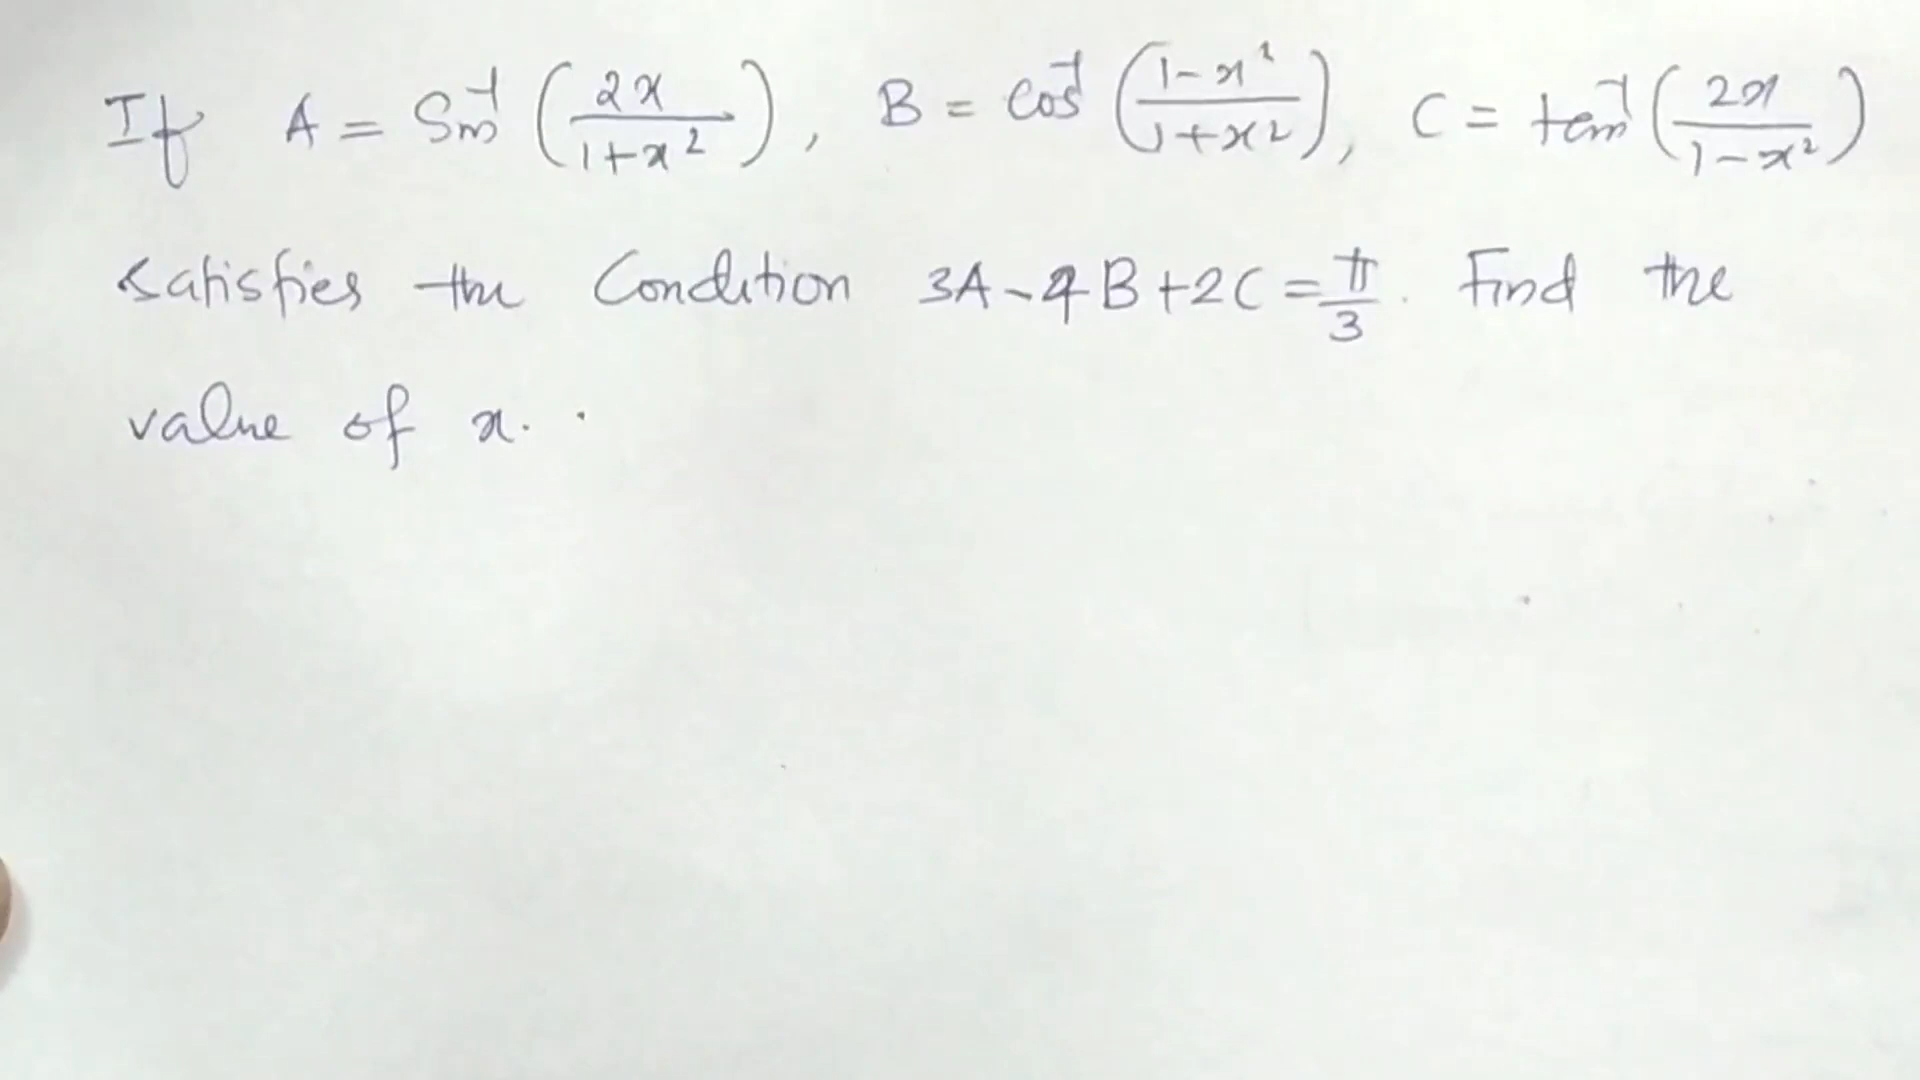 If A = Sin⁻¹ (2x/1+x²), B = Cos⁻¹ (1-x²/1+x²), C = tan⁻¹ (2x/1-x²)
satisfies the Condition 3A-4B+2C = π/3. Find the
value of x.